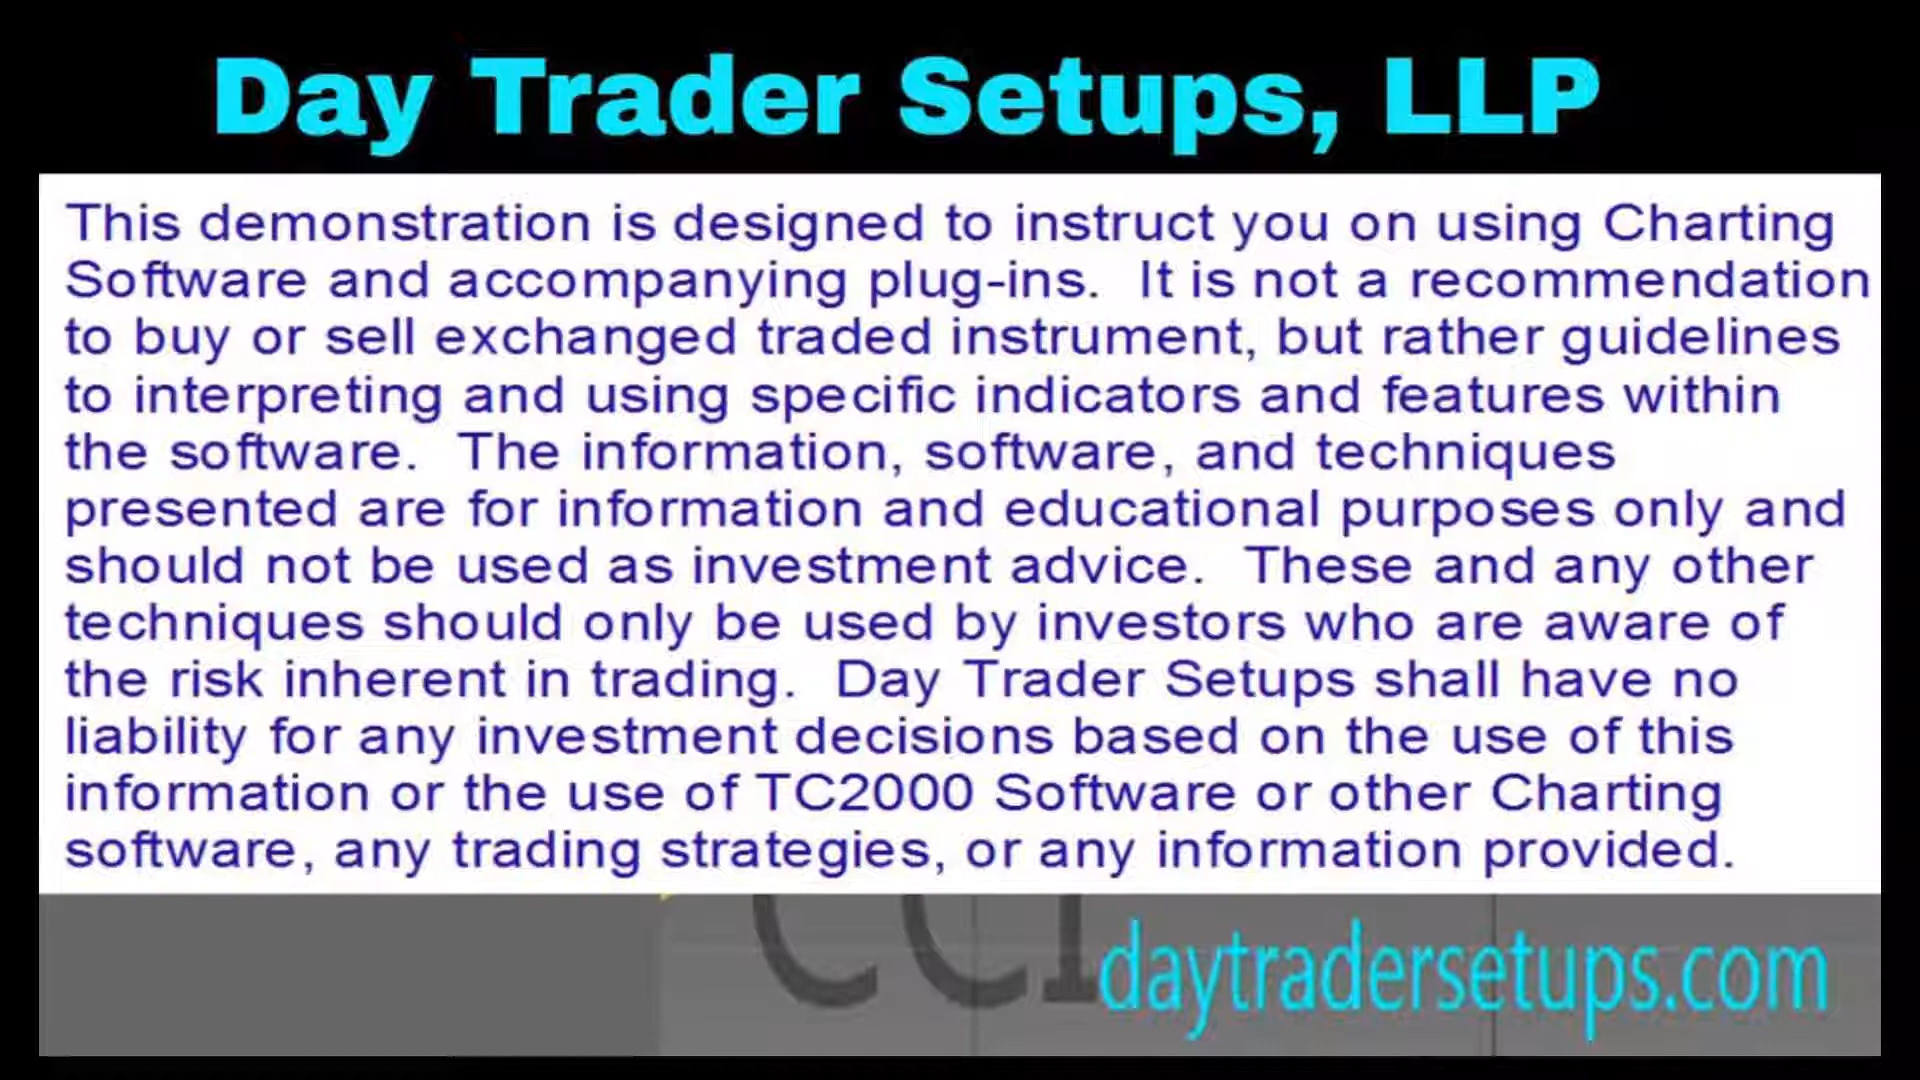 Day Trader Setups, LLP
This demonstration is designed to instruct you on using Charting
Software and accompanying plug-ins.  It is not a recommendation
to buy or sell exchanged traded instrument, but rather guidelines
to interpreting and using specific indicators and features within
the software.  The information, software, and techniques
presented are for information and educational purposes only and
should not be used as investment advice.  These and any other
techniques should only be used by investors who are aware of
the risk inherent in trading.  Day Trader Setups shall have no
liability for any investment decisions based on the use of this
information or the use of TC2000 Software or other Charting
software, any trading strategies, or any information provided.
CCI
daytradersetups.com